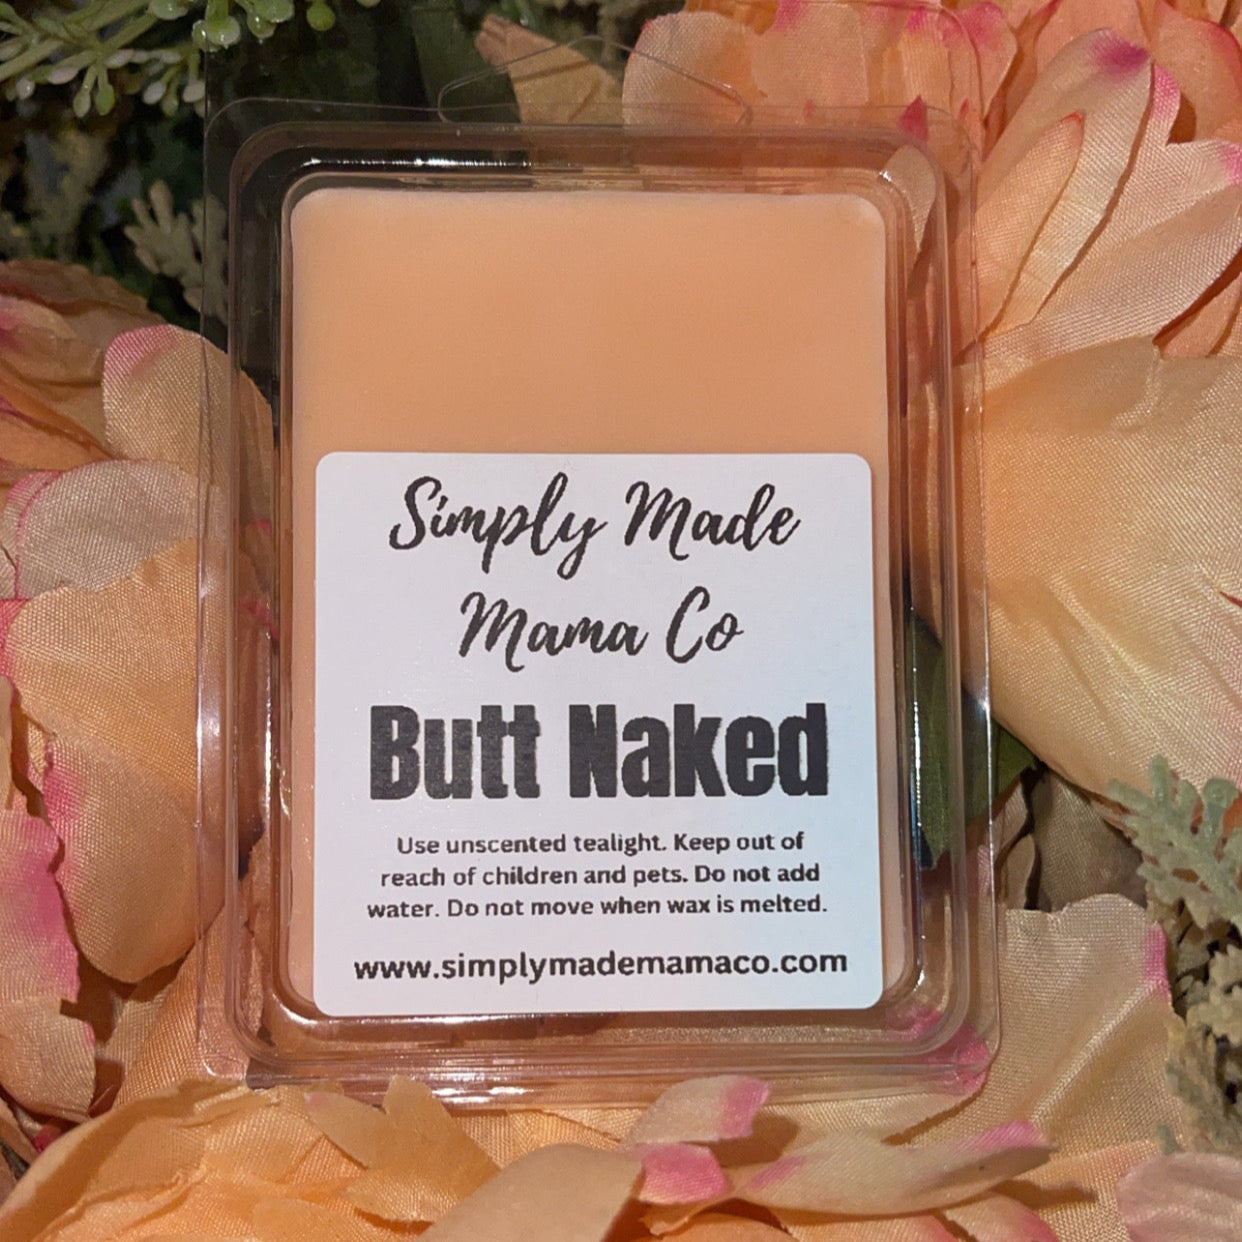 Simply Made
Mama Co
Butt Naked
Use unscented tealight. Keep out of
reach of children and pets. Do not add
water. Do not move when wax is melted.
www.simplymademamaco.com